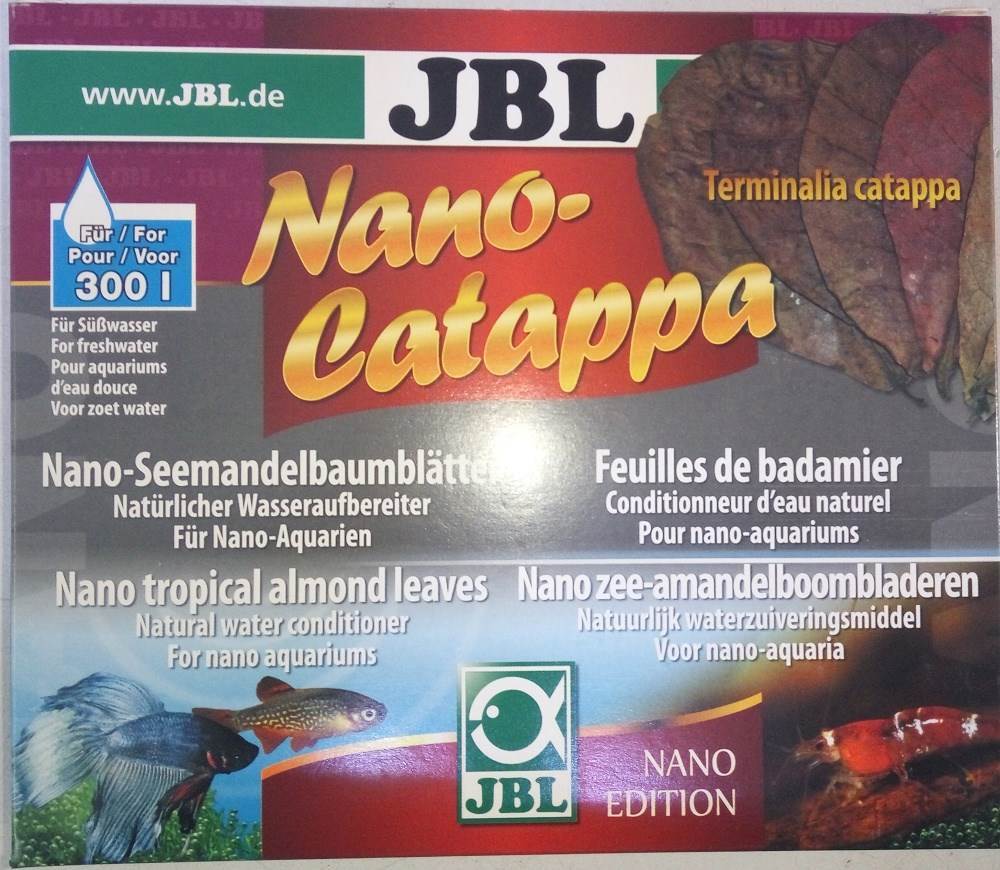 www.JBL.de
JBL
Nano-
Catappa
Terminalia catappa
Für / For
Pour / Voor
300 l
Für Süßwasser
For freshwater
Pour aquariums
d'eau douce
Voor zoet water
Natürlicher Wasseraufbereiter
Für Nano-Aquarien
Feuilles de badamier
Conditionneur d'eau naturel
Pour nano-aquariums
Nano tropical almond leaves
Natural water conditioner
For nano aquariums
Nano zee-amandelboombladeren
Natuurlijk waterzuiveringsmiddel
Voor nano-aquaria
JBL
NANO
EDITION